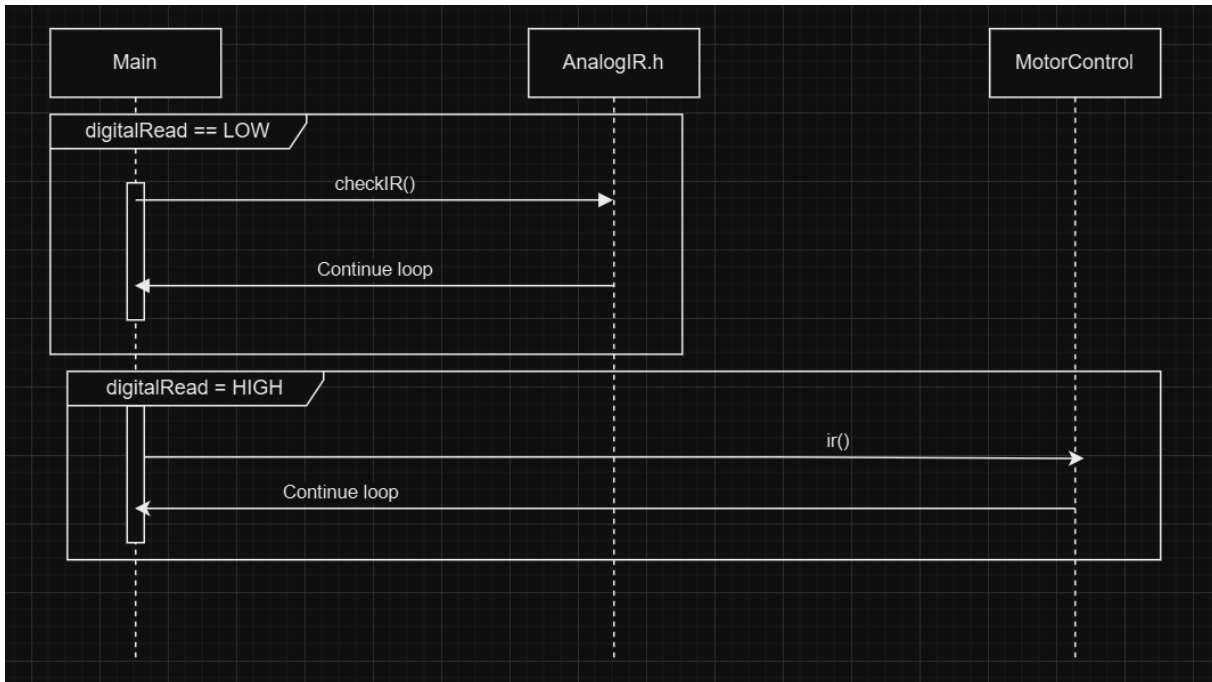 Main
AnalogIR.h
MotorControl
digitalRead == LOW
checkIR()
Continue loop
digitalRead = HIGH
ir()
Continue loop